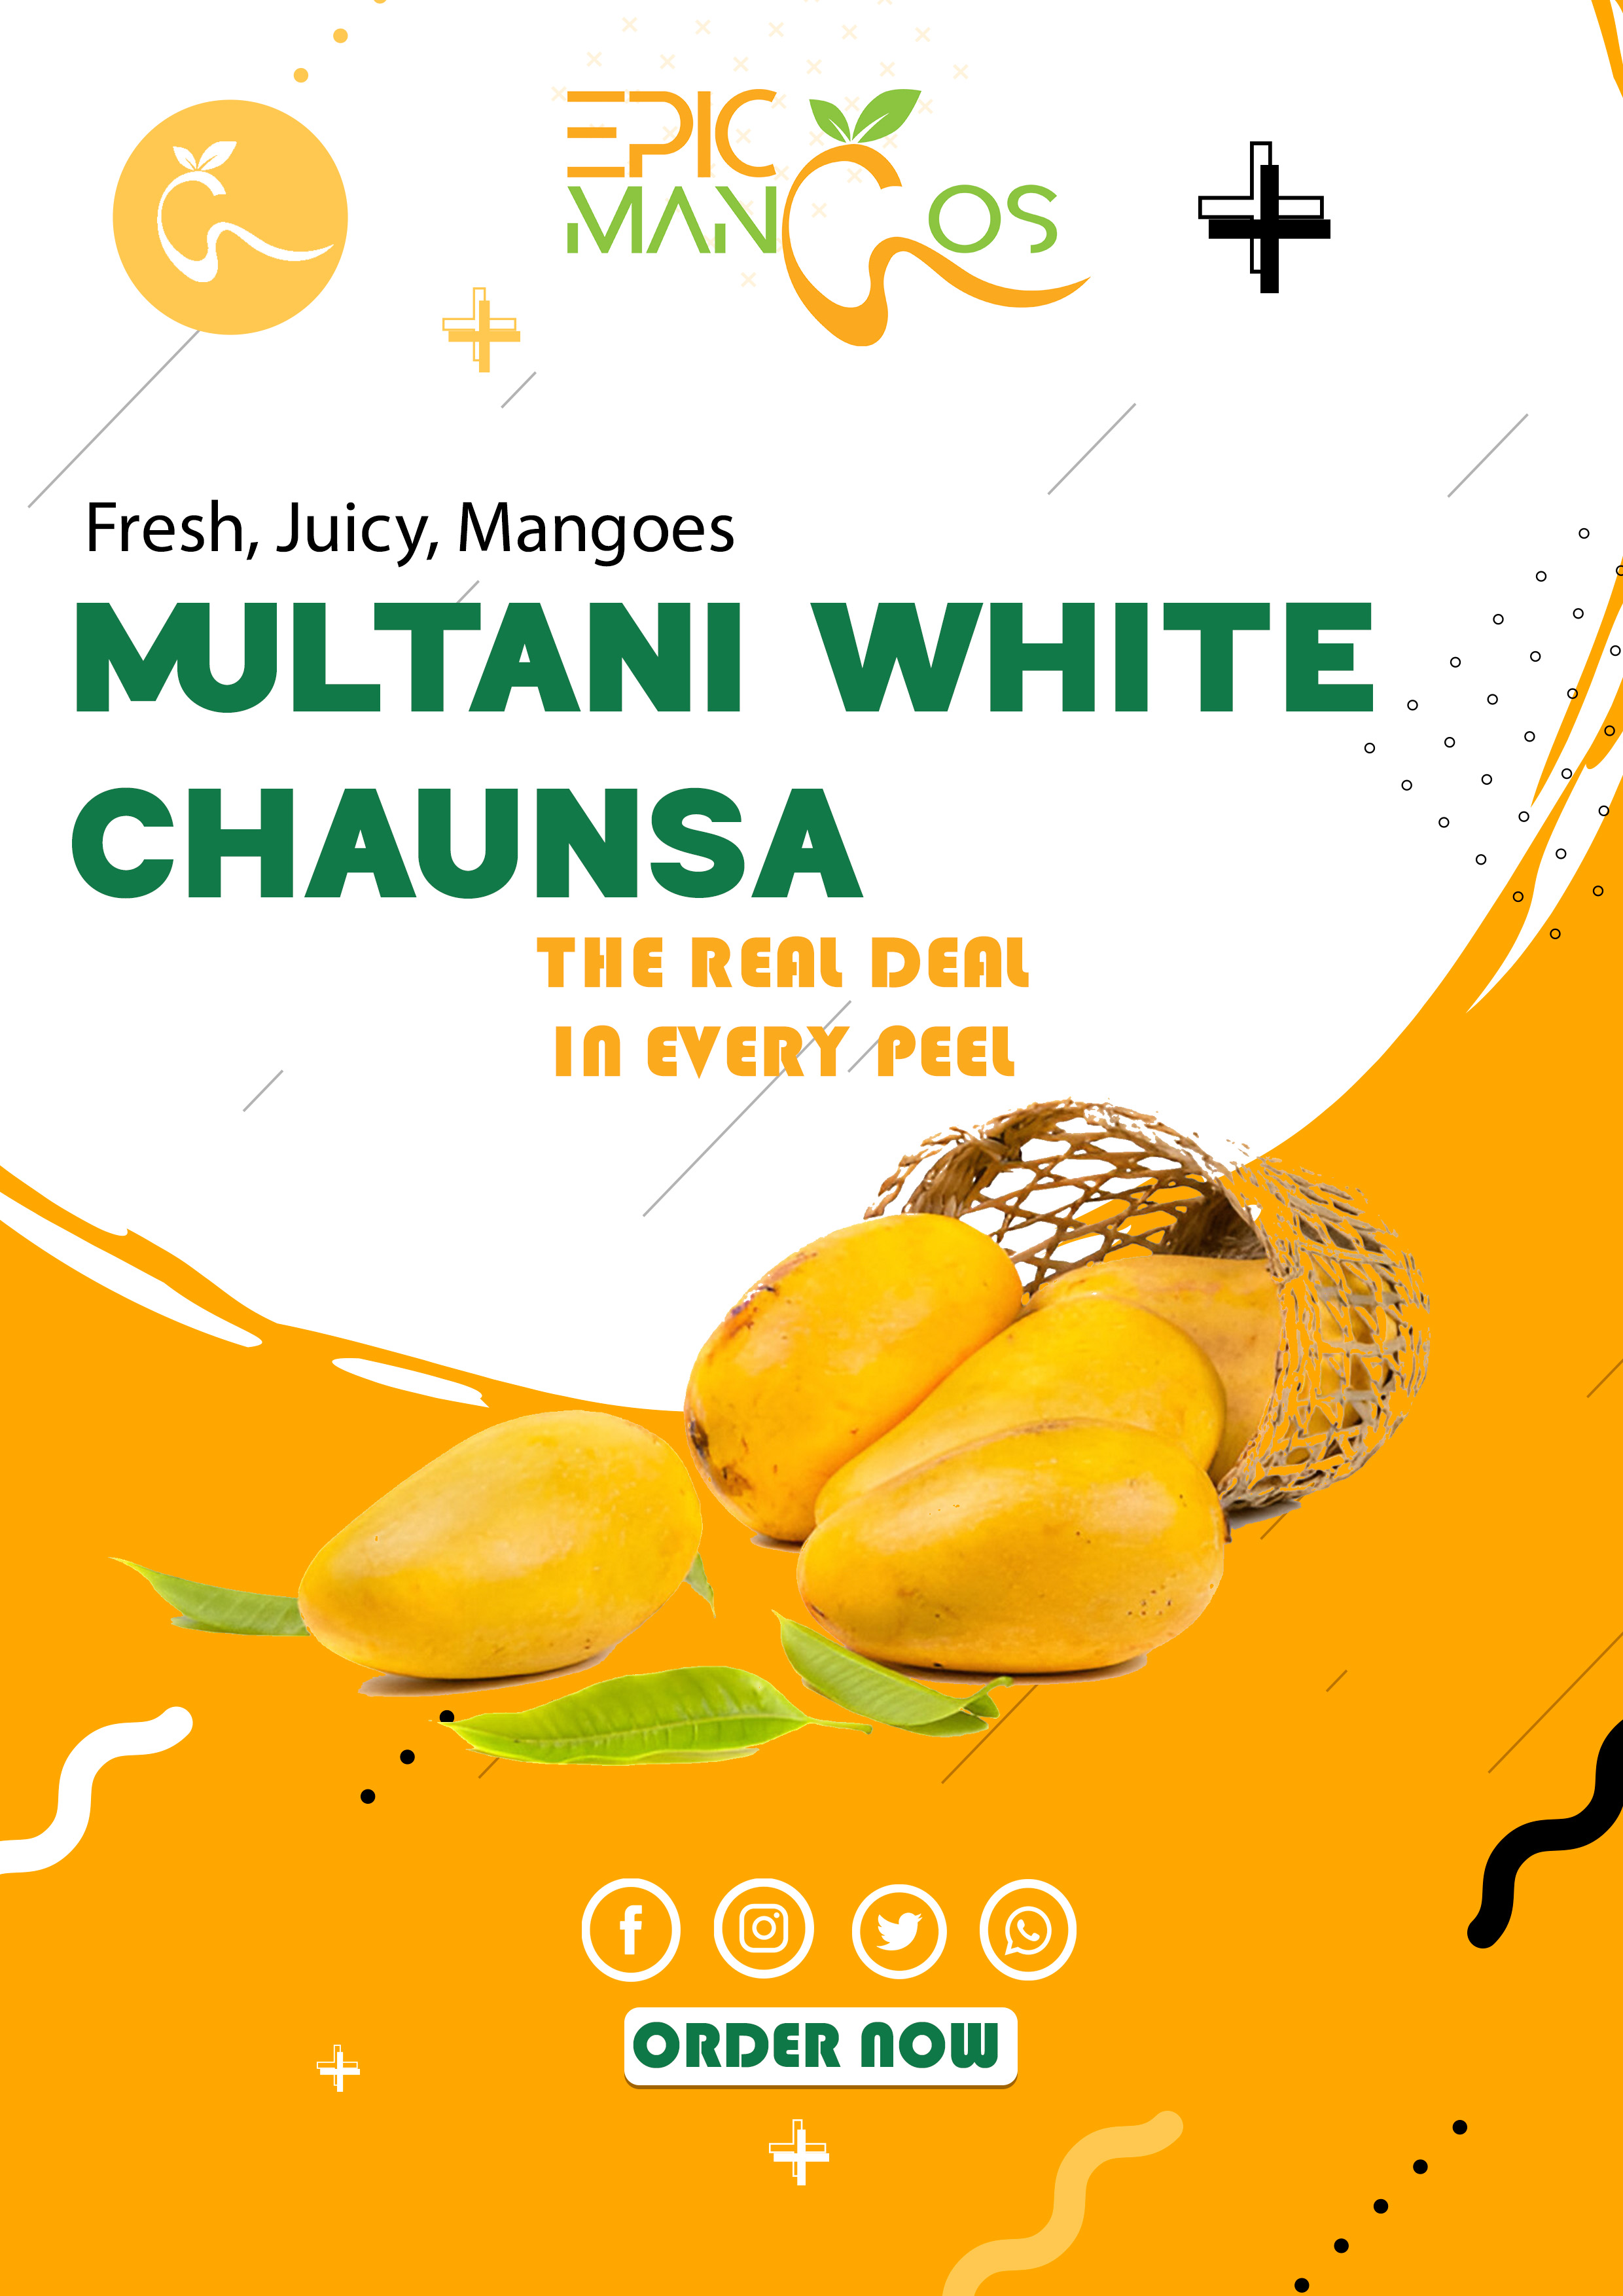 EPIC
MANGOS
Fresh, Juicy, Mangoes
MULTANI WHITE
CHAUNSA
THE REAL DEAL
IN EVERY PEEL
ORDER NOW